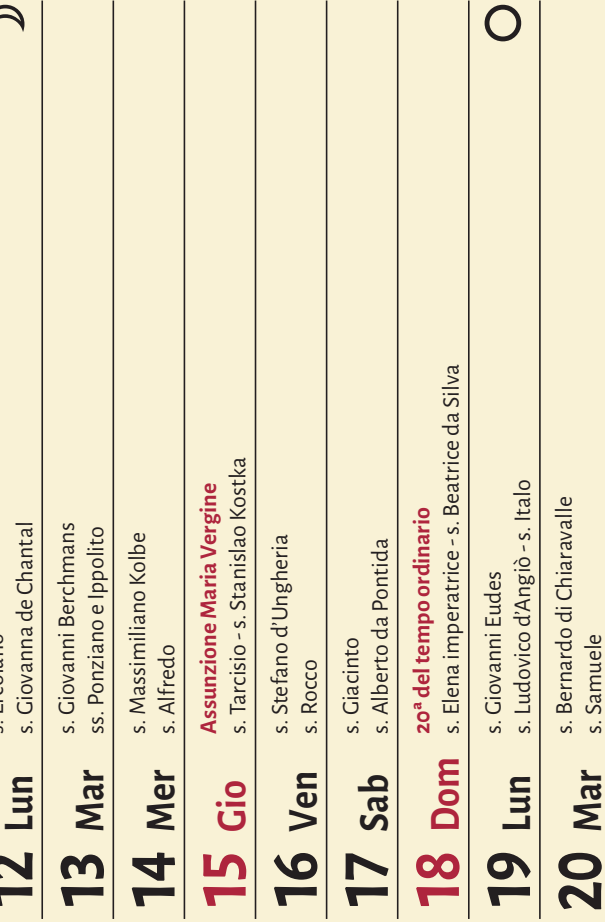 12 Lun
s. Ercolano
s. Giovanna de Chantal
13 Mar
s. Giovanni Berchmans
ss. Ponziano e Ippolito
14 Mer
s. Massimiliano Kolbe
s. Alfredo
15 Gio
Assunzione Maria Vergine
s. Tarcisio - s. Stanislao Kostka
16 Ven
s. Stefano d'Ungheria
s. Rocco
17 Sab
s. Giacinto
s. Alberto da Pontida
18 Dom
20ª del tempo ordinario
s. Elena imperatrice - s. Beatrice da Silva
19 Lun
s. Giovanni Eudes
s. Ludovico d'Angiò - s. Italo
20 Mar
s. Bernardo di Chiaravalle
s. Samuele